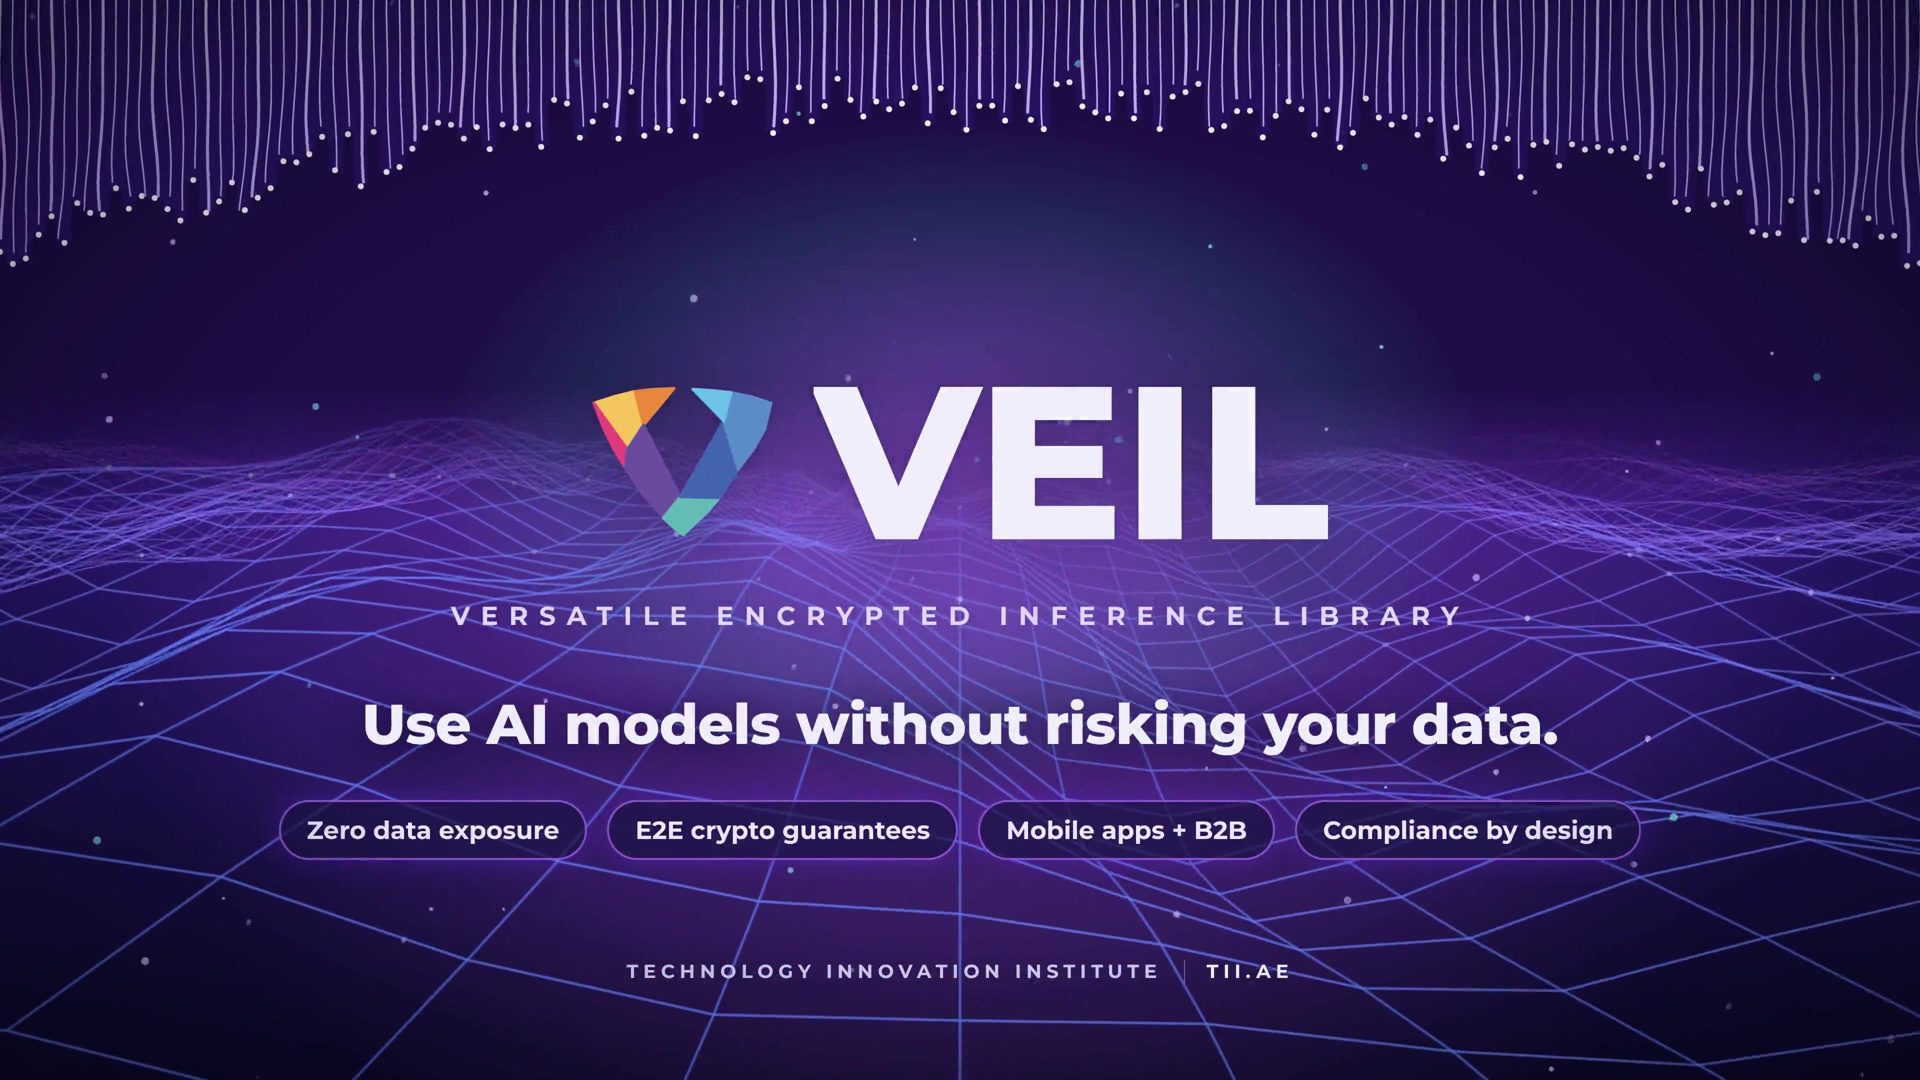 VEIL
VERSATILE ENCRYPTED INFERENCE LIBRARY
Use AI models without risking your data.
Zero data exposure
E2E crypto guarantees
Mobile apps + B2B
Compliance by design
TECHNOLOGY INNOVATION INSTITUTE | TII.AE